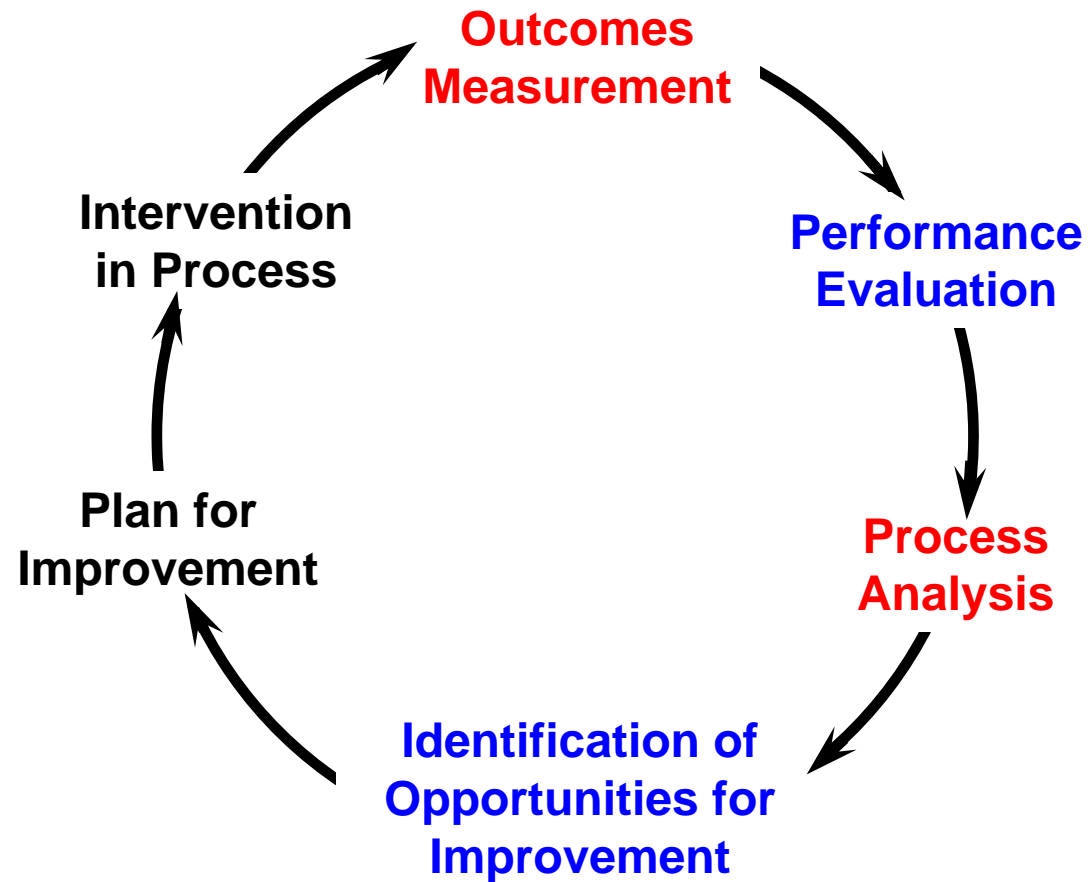 Outcomes
Measurement
Performance
Evaluation
Process
Analysis
Identification of
Opportunities for
Improvement
Plan for
Improvement
Intervention
in Process